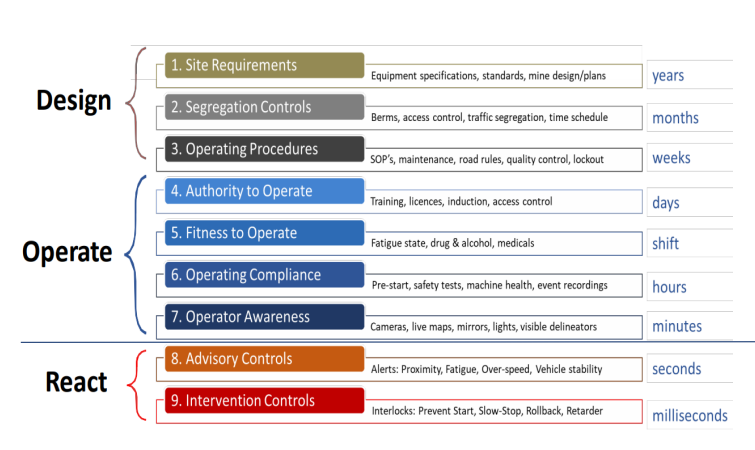 Design
1. Site Requirements
Equipment specifications, standards, mine design/plans
years
2. Segregation Controls
Berms, access control, traffic segregation, time schedule
months
3. Operating Procedures
SOP's, maintenance, road rules, quality control, lockout
weeks
Operate
4. Authority to Operate
Training, licences, induction, access control
days
5. Fitness to Operate
Fatigue state, drug & alcohol, medicals
shift
6. Operating Compliance
Pre-start, safety tests, machine health, event recordings
hours
7. Operator Awareness
Cameras, live maps, mirrors, lights, visible delineators
minutes
React
8. Advisory Controls
Alerts: Proximity, Fatigue, Over-speed, Vehicle stability
seconds
9. Intervention Controls
Interlocks: Prevent Start, Slow-Stop, Rollback, Retarder
milliseconds